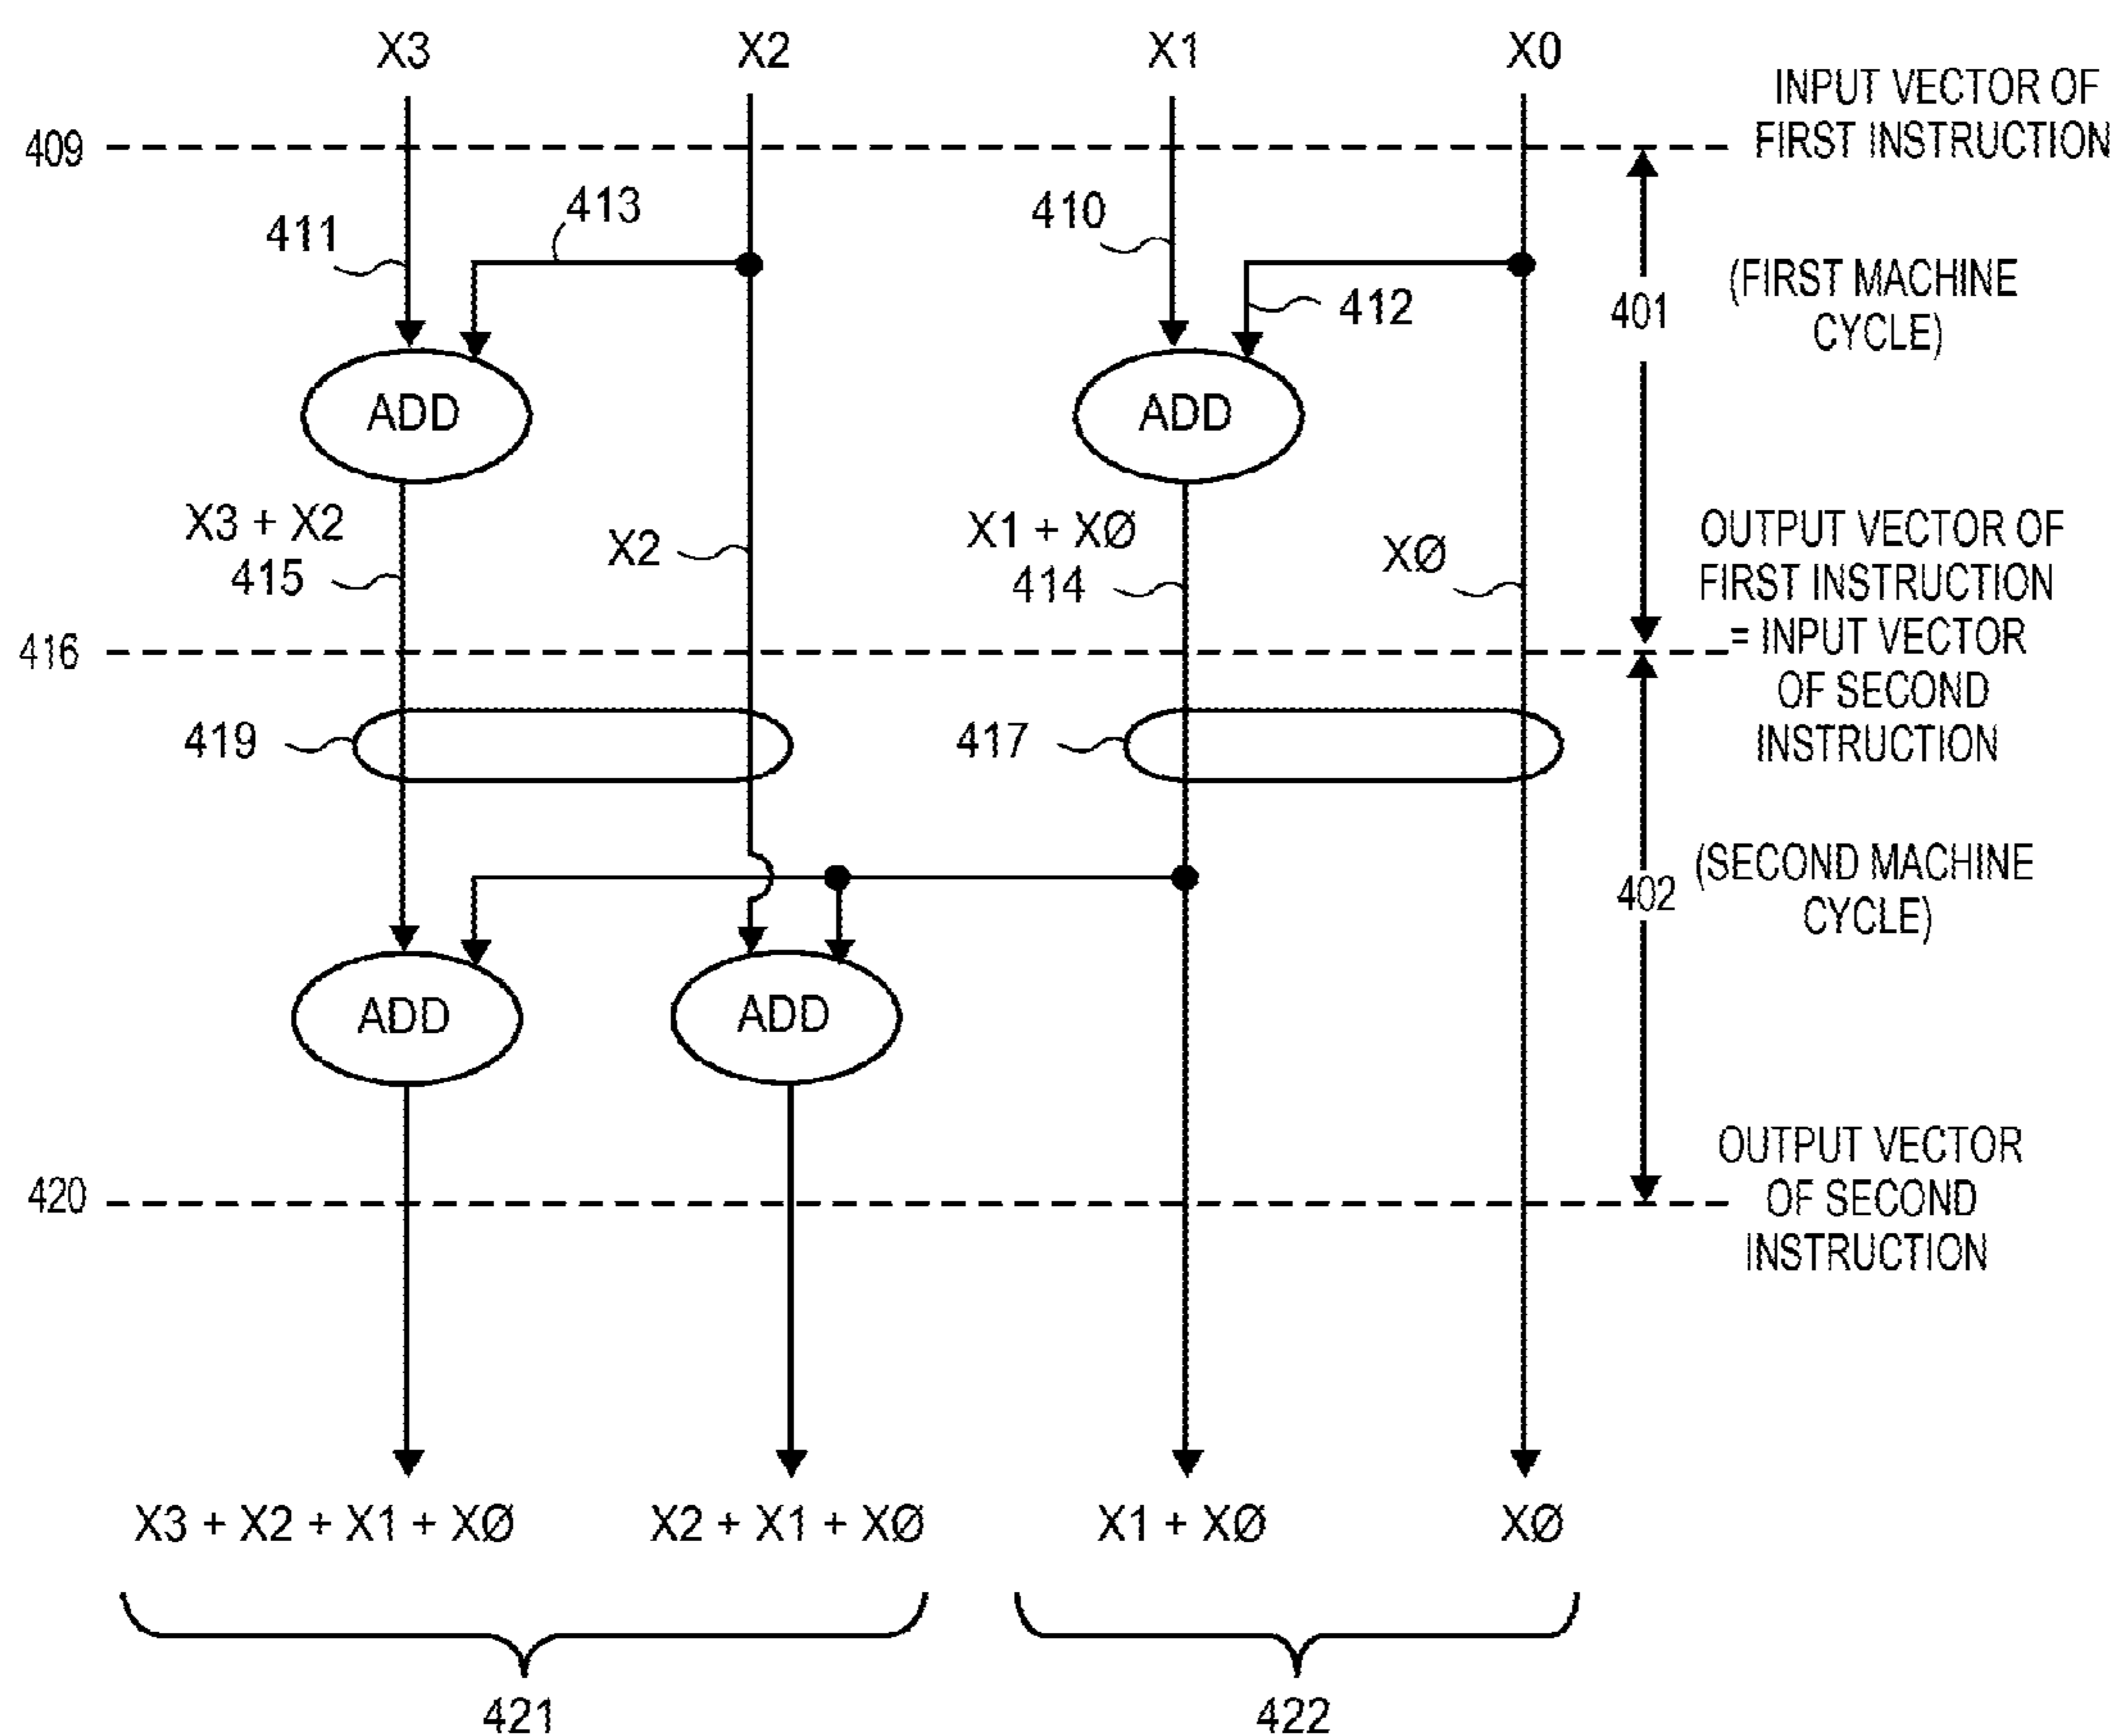 X3
X2
X1
X0
INPUT VECTOR OF
FIRST INSTRUCTION
409
413
411
410
412
401
(FIRST MACHINE
CYCLE)
ADD
ADD
X3 + X2
415
X2
X1 + XØ
414
XØ
OUTPUT VECTOR OF
FIRST INSTRUCTION
= INPUT VECTOR
OF SECOND
INSTRUCTION
416
419
417
402
(SECOND MACHINE
CYCLE)
ADD
ADD
420
OUTPUT VECTOR
OF SECOND
INSTRUCTION
X3 + X2 + X1 + XØ
X2 + X1 + XØ
X1 + XØ
XØ
421
422